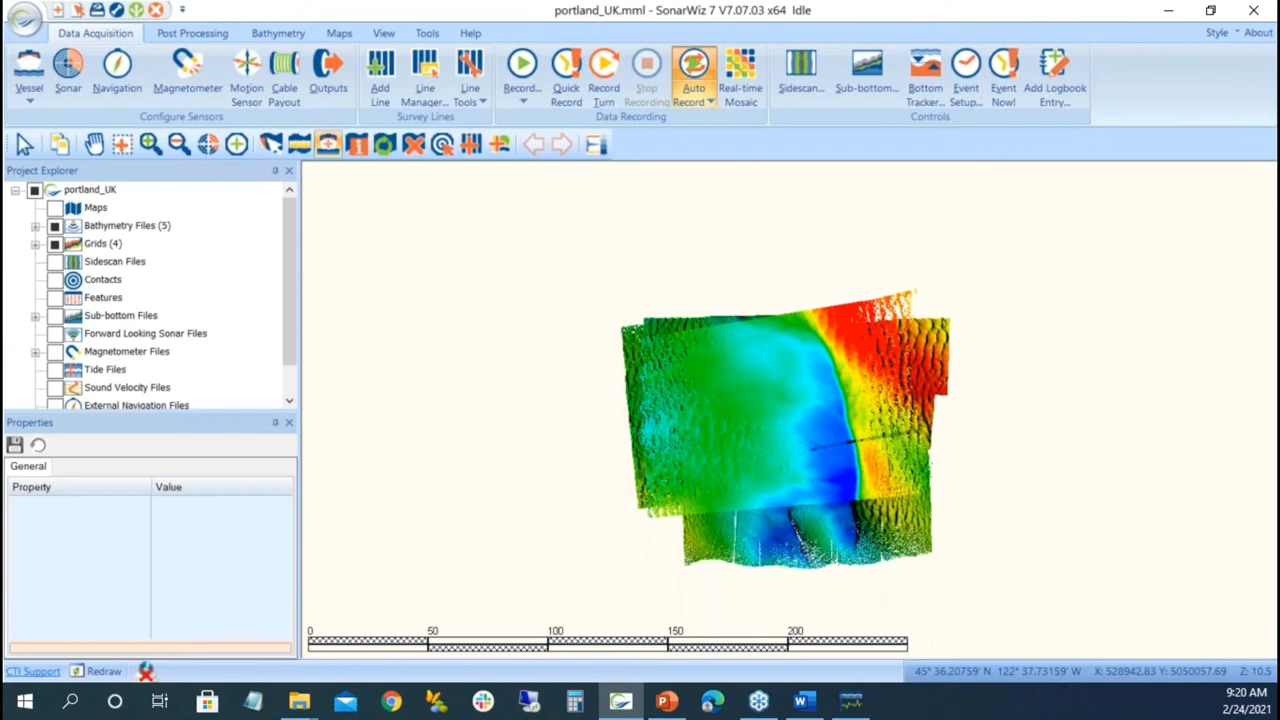 portland_UK.mml - SonarWiz 7 V7.07.03 x64 Idle
Data Acquisition Post Processing Bathymetry Maps View Tools Help Style About
Vessel Sonar Navigation Magnetometer Motion Sensor Cable Payout Outputs
Add Line Line Manager... Line Tools
Record... Quick Record Record Turn Stop Recording Auto Record Real-time Mosaic
Sidescan... Sub-bottom... Bottom Tracker... Event Setup... Event Now! Add Logbook Entry...
Configure Sensors Survey Lines Data Recording Controls
Project Explorer
portland_UK
Maps
Bathymetry Files (5)
Grids (4)
Sidescan Files
Contacts
Features
Sub-bottom Files
Forward Looking Sonar Files
Magnetometer Files
Tide Files
Sound Velocity Files
External Navigation Files
Properties
General
Property Value
0 50 100 150 200
CTI Support Redraw 45° 36.20759' N 122° 37.73159' W X: 528942.83 Y: 5050057.69 Z: 10.5
9:20 AM
2/24/2021